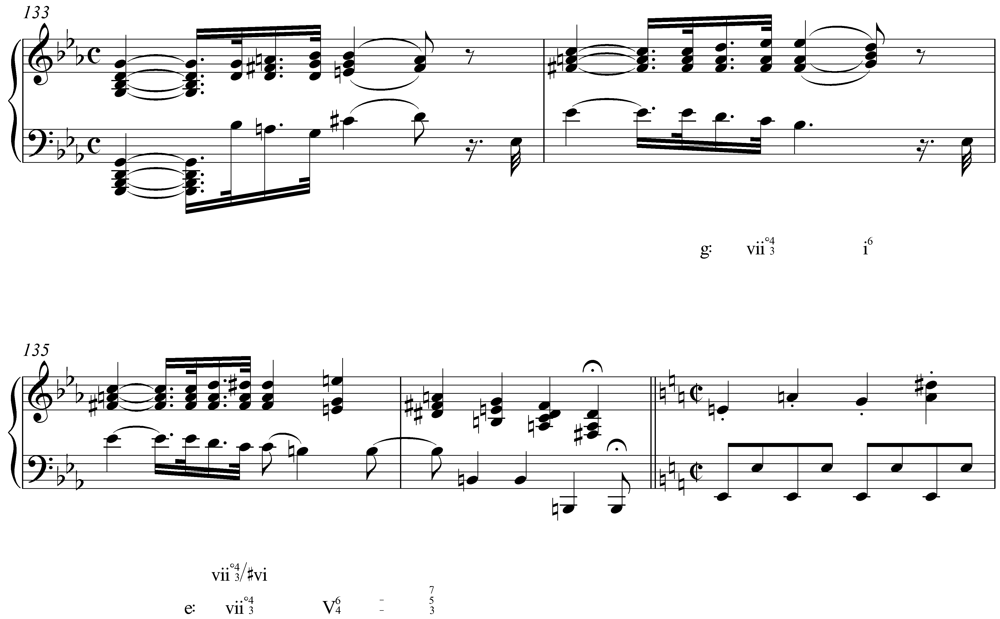 133
g: vii°4/3 i6
135
vii°4/3/♯vi
7
e: vii°4/3 V6/4 – – 5/3